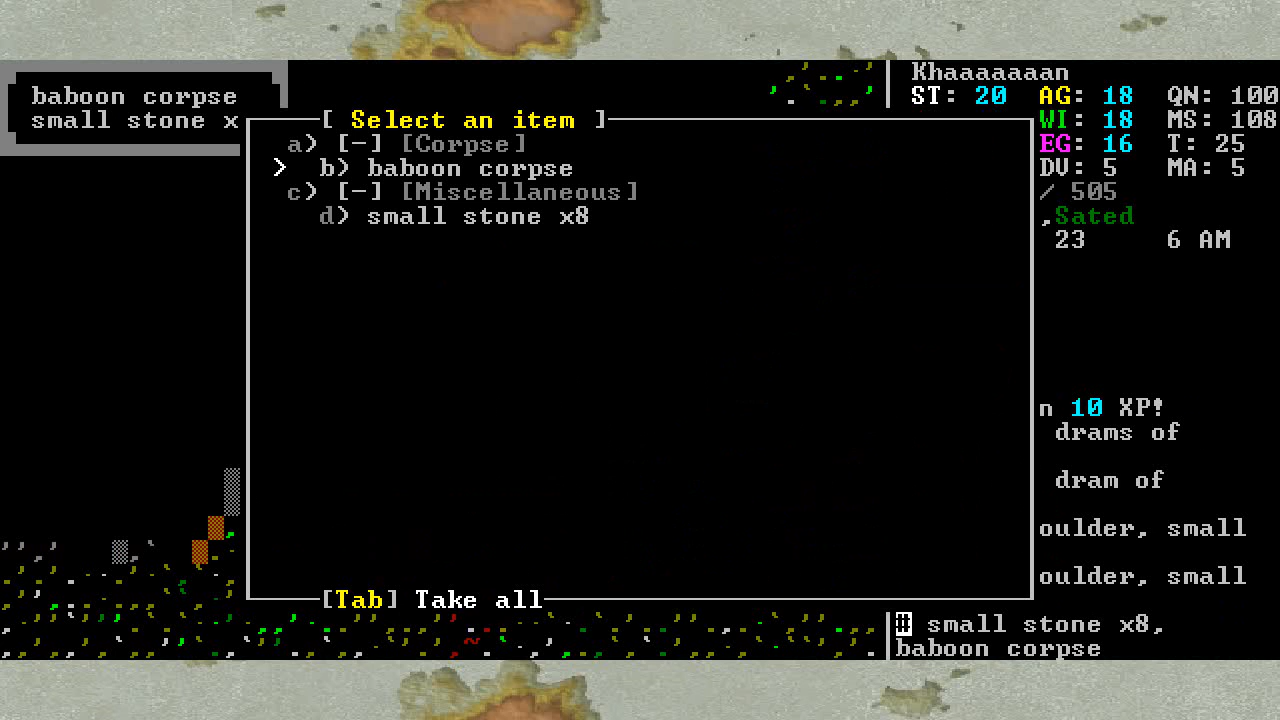 baboon corpse
small stone x
[ Select an item ]
a) [-] [Corpse]
> b) baboon corpse
c) [-] [Miscellaneous]
d) small stone x8
[Tab] Take all
Khaaaaaaan
ST: 20 AG: 18 QN: 100
WI: 18 MS: 108
EG: 16 T: 25
DV: 5 MA: 5
/ 505
,Sated
23 6 AM
n 10 XP!
drams of
dram of
oulder, small
oulder, small
small stone x8,
baboon corpse